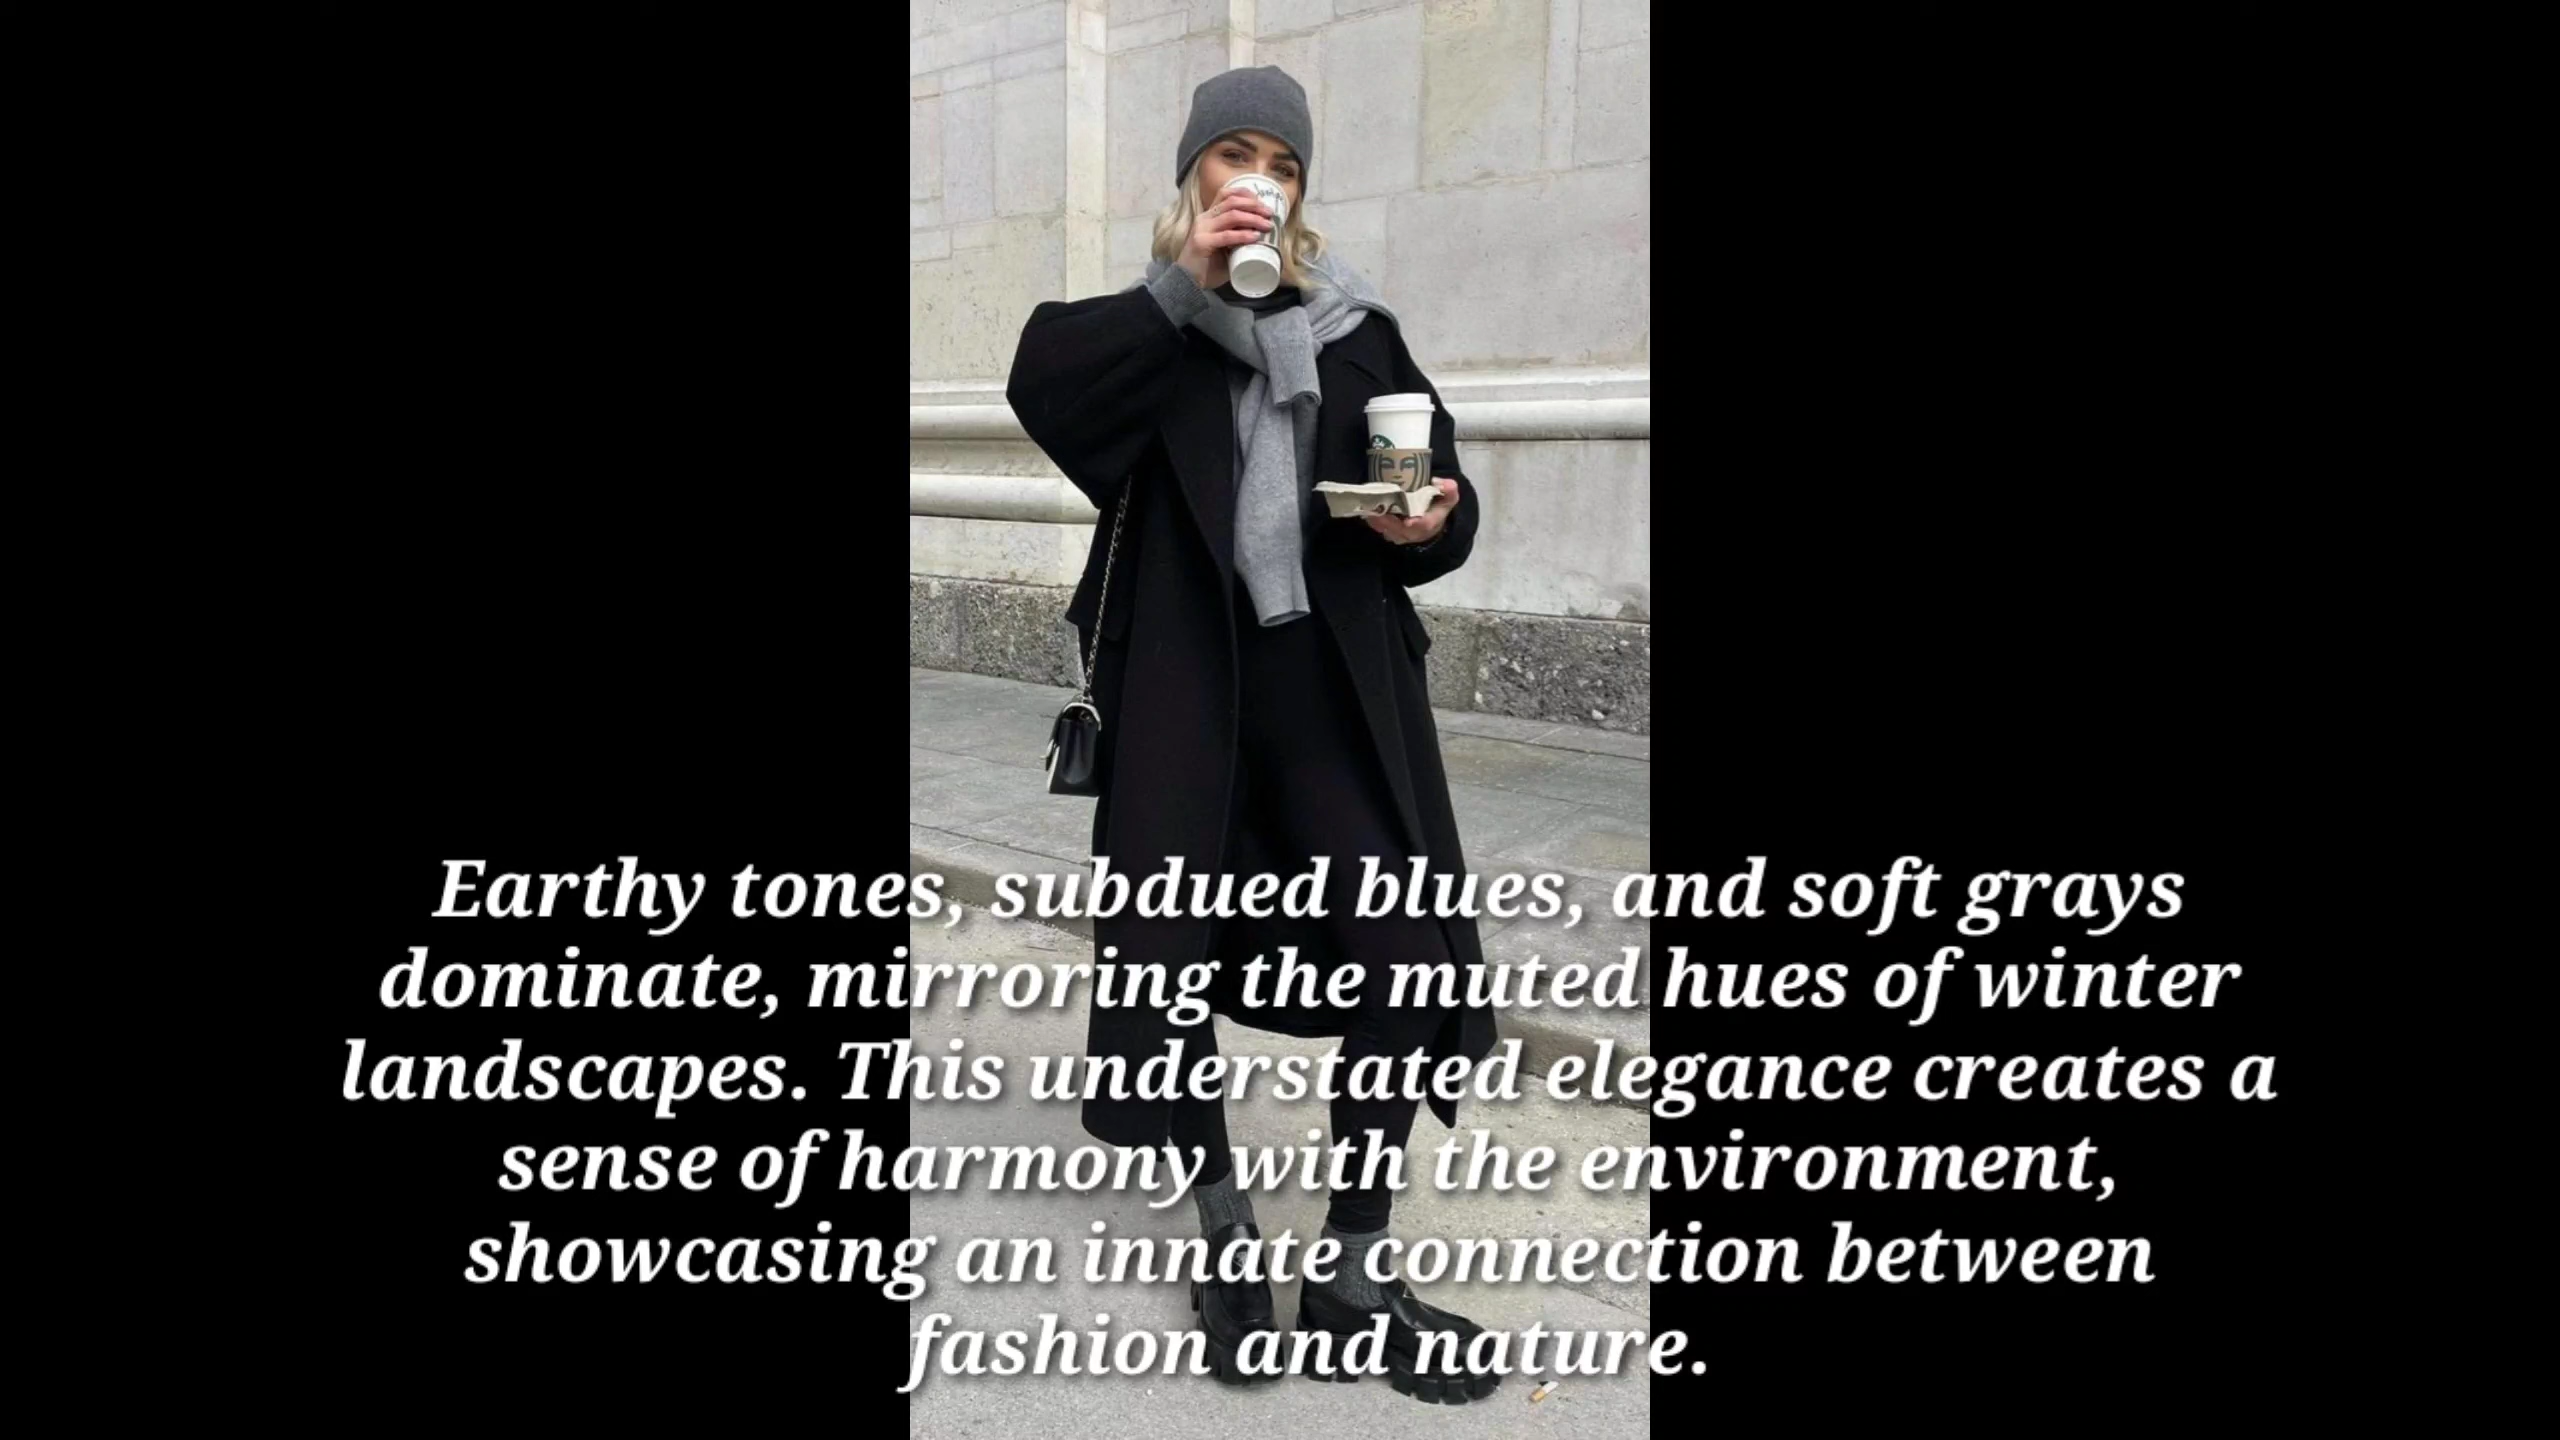 Earthy tones, subdued blues, and soft grays
dominate, mirroring the muted hues of winter
landscapes. This understated elegance creates a
sense of harmony with the environment,
showcasing an innate connection between
fashion and nature.